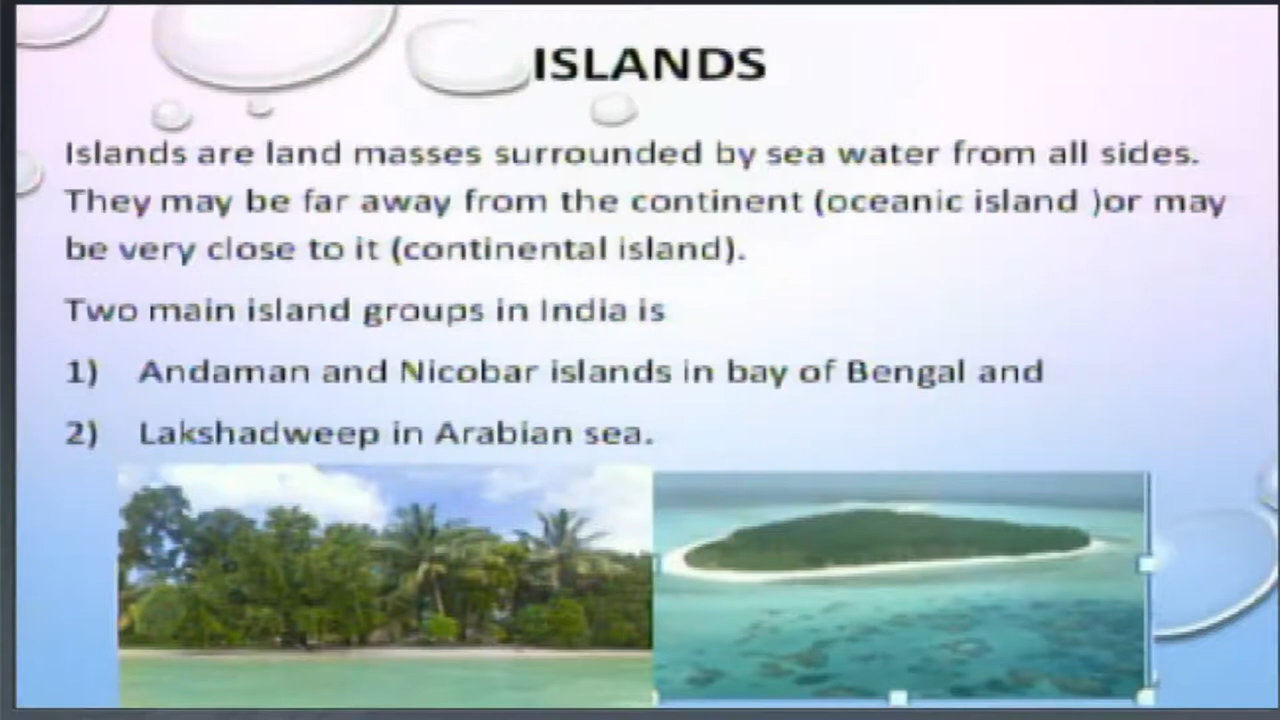 ISLANDS
Islands are land masses surrounded by sea water from all sides.
They may be far away from the continent (oceanic island )or may
be very close to it (continental island).
Two main island groups in India is
1) Andaman and Nicobar islands in bay of Bengal and
2) Lakshadweep in Arabian sea.